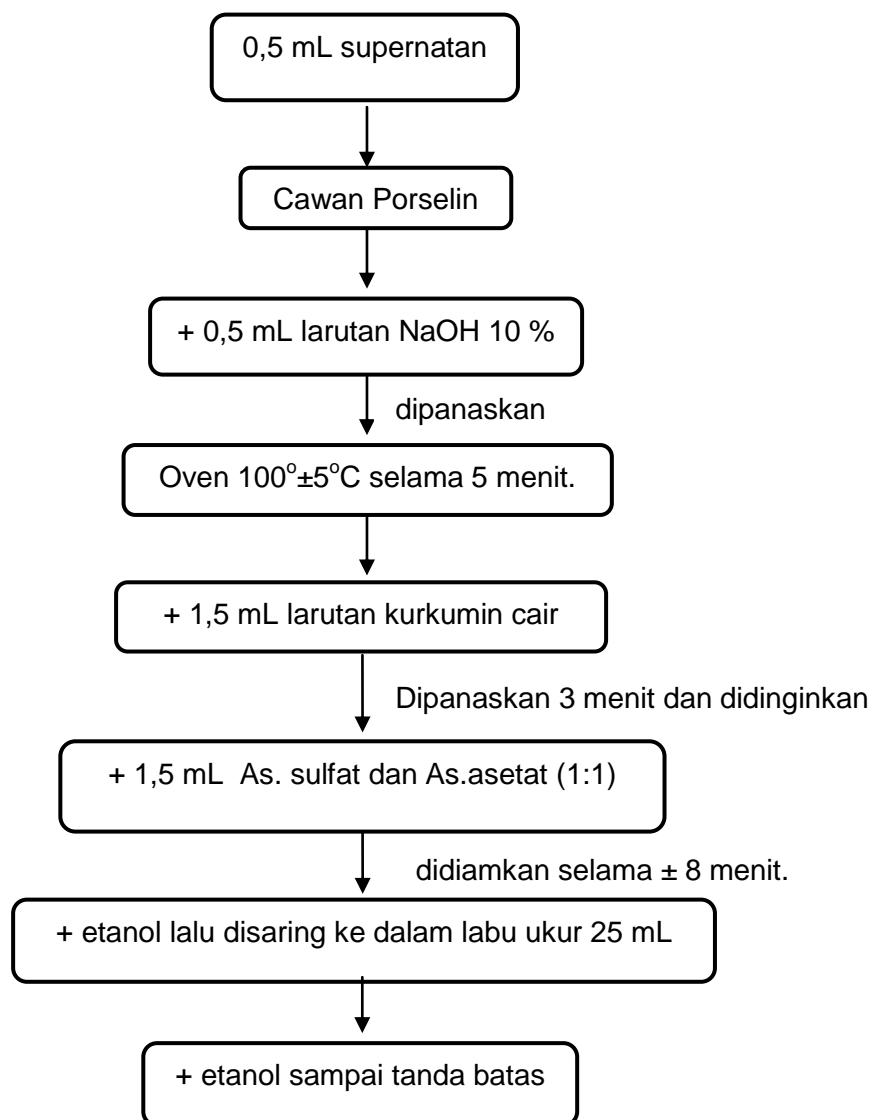 0,5 mL supernatan
Cawan Porselin
+ 0,5 mL larutan NaOH 10 %
dipanaskan
Oven 100°±5°C selama 5 menit.
+ 1,5 mL larutan kurkumin cair
Dipanaskan 3 menit dan didinginkan
+ 1,5 mL  As. sulfat dan As.asetat (1:1)
didiamkan selama ± 8 menit.
+ etanol lalu disaring ke dalam labu ukur 25 mL
+ etanol sampai tanda batas